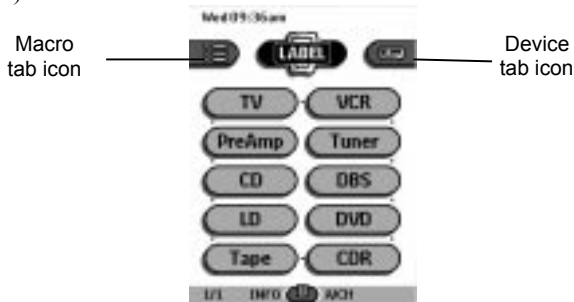 Wed 09:36am
Macro
tab icon
LABEL
Device
tab icon
TV VCR
PreAmp Tuner
CD DBS
LD DVD
Tape CDR
1/1 INFO A/CH